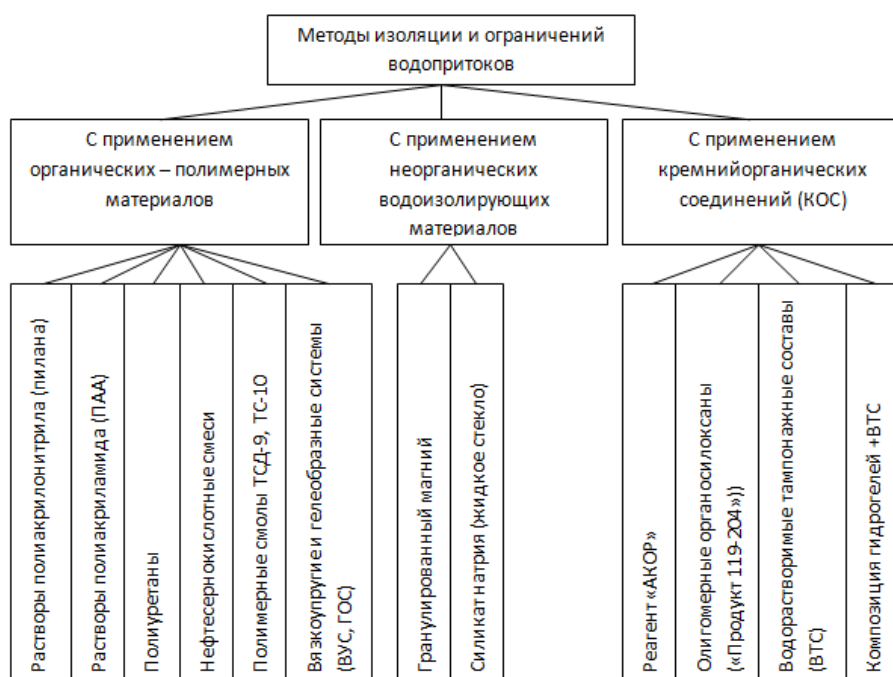 Методы изоляции и ограничений
водопритоков
С применением
органических – полимерных
материалов
С применением
неорганических
водоизолирующих
материалов
С применением
кремнийорганических
соединений (КОС)
Растворы полиакрилонитрила (пилана)
Растворы полиакриламида (ПАА)
Полиуретаны
Нефтесернокислотные смеси
Полимерные смолы ТСД-9, ТС-10
Вязкоупругие и гелеобразные системы
(ВУС, ГОС)
Гранулированный магний
Силикат натрия (жидкое стекло)
Реагент «АКОР»
Олигомерные органосилоксаны
(«Продукт 119-204»))
Водорастворимые тампонажные составы
(ВТС)
Композиция гидрогелей +ВТС